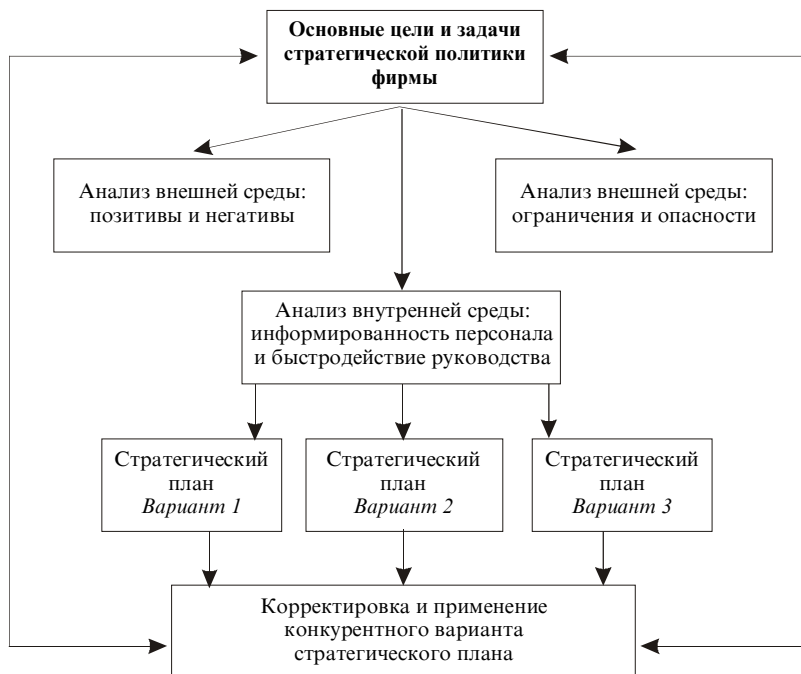 Основные цели и задачи
стратегической политики
фирмы
Анализ внешней среды:
позитивы и негативы
Анализ внешней среды:
ограничения и опасности
Анализ внутренней среды:
информированность персонала
и быстродействие руководства
Стратегический
план
Вариант 1
Стратегический
план
Вариант 2
Стратегический
план
Вариант 3
Корректировка и применение
конкурентного варианта
стратегического плана